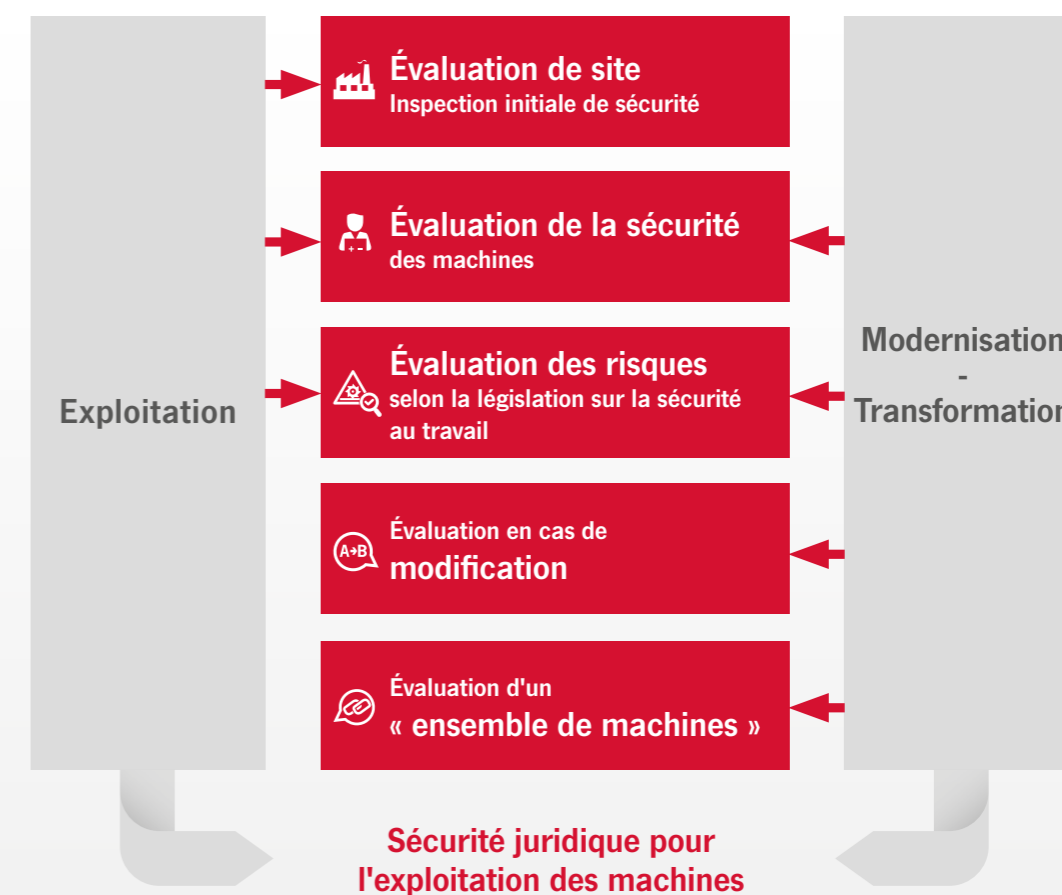 Exploitation
Évaluation de site
Inspection initiale de sécurité
Évaluation de la sécurité
des machines
Évaluation des risques
selon la législation sur la sécurité
au travail
A→B
Évaluation en cas de
modification
Évaluation d'un
« ensemble de machines »
Modernisation
-
Transformation
Sécurité juridique pour
l'exploitation des machines